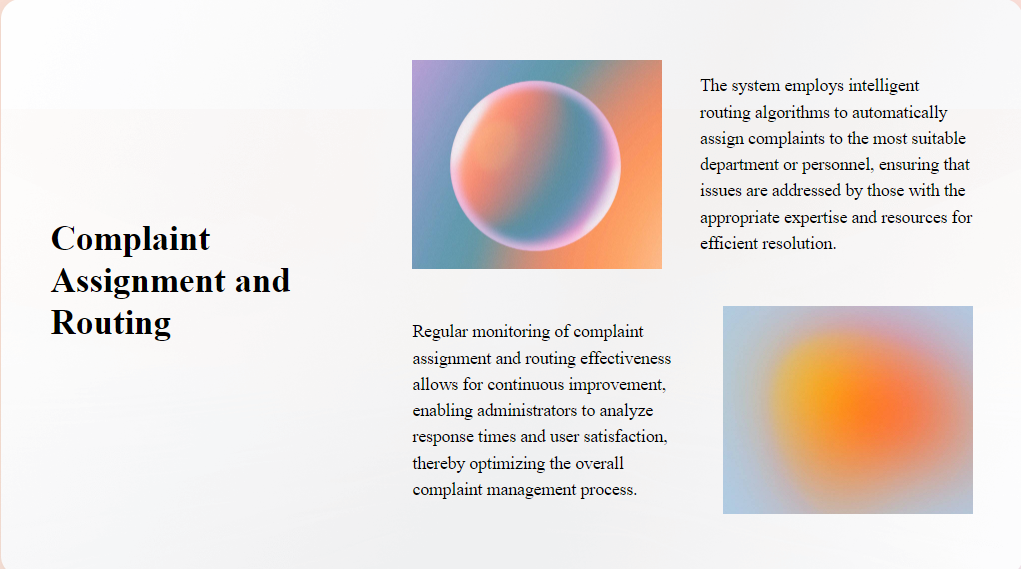 Complaint
Assignment and
Routing
The system employs intelligent
routing algorithms to automatically
assign complaints to the most suitable
department or personnel, ensuring that
issues are addressed by those with the
appropriate expertise and resources for
efficient resolution.
Regular monitoring of complaint
assignment and routing effectiveness
allows for continuous improvement,
enabling administrators to analyze
response times and user satisfaction,
thereby optimizing the overall
complaint management process.